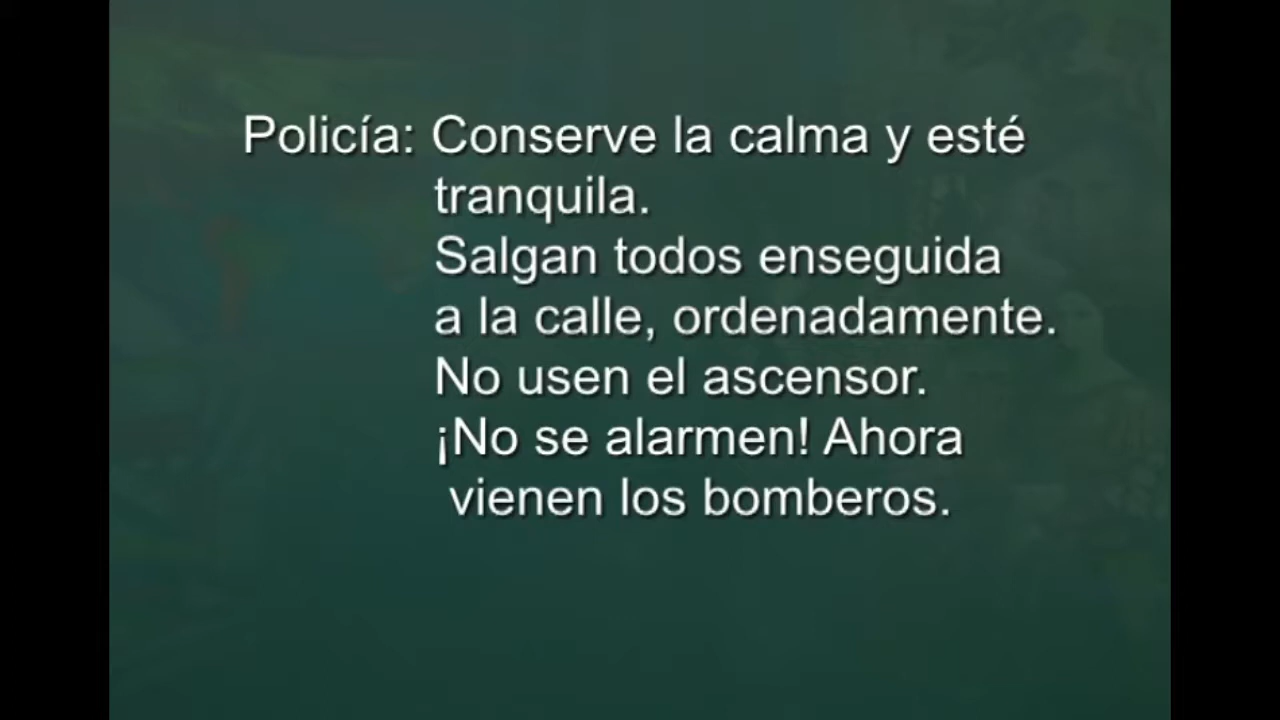 Policía: Conserve la calma y esté
tranquila.
Salgan todos enseguida
a la calle, ordenadamente.
No usen el ascensor.
¡No se alarmen! Ahora
vienen los bomberos.